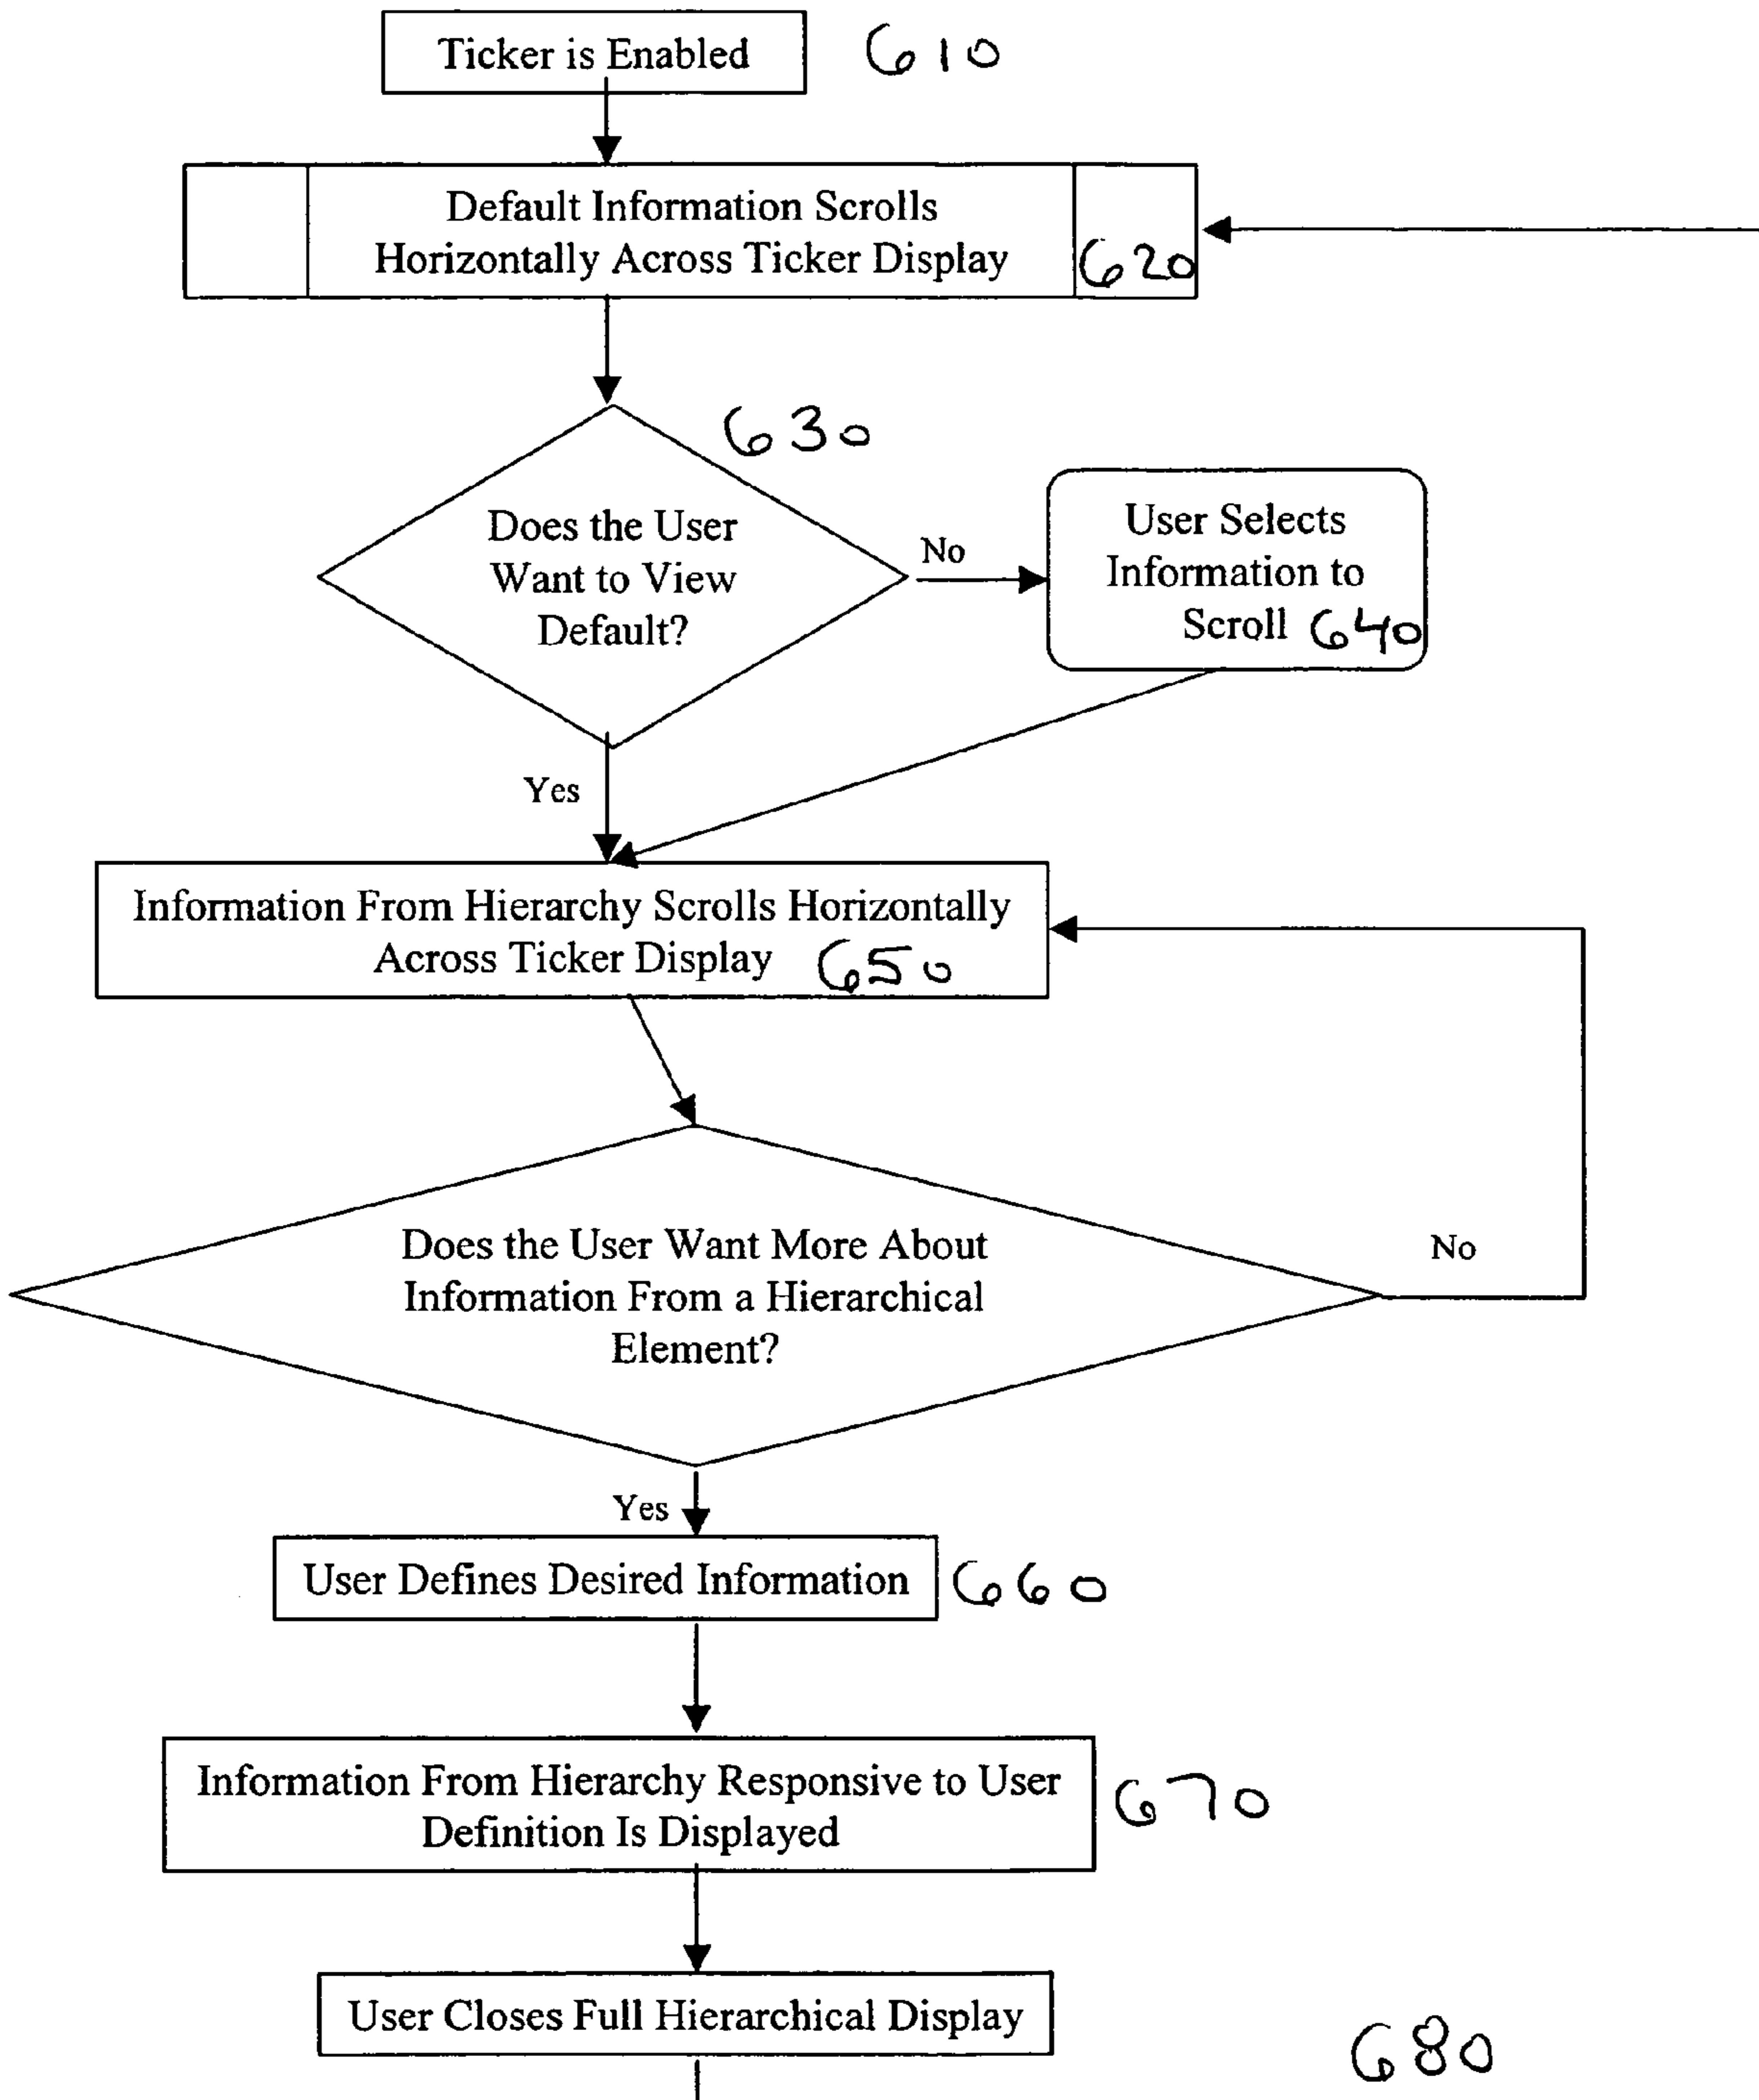 Ticker is Enabled 610
Default Information Scrolls
Horizontally Across Ticker Display 620
630
Does the User
Want to View
Default?
No
User Selects
Information to
Scroll 640
Yes
Information From Hierarchy Scrolls Horizontally
Across Ticker Display 650
Does the User Want More About
Information From a Hierarchical
Element?
No
Yes
User Defines Desired Information 660
Information From Hierarchy Responsive to User
Definition Is Displayed
670
User Closes Full Hierarchical Display
680